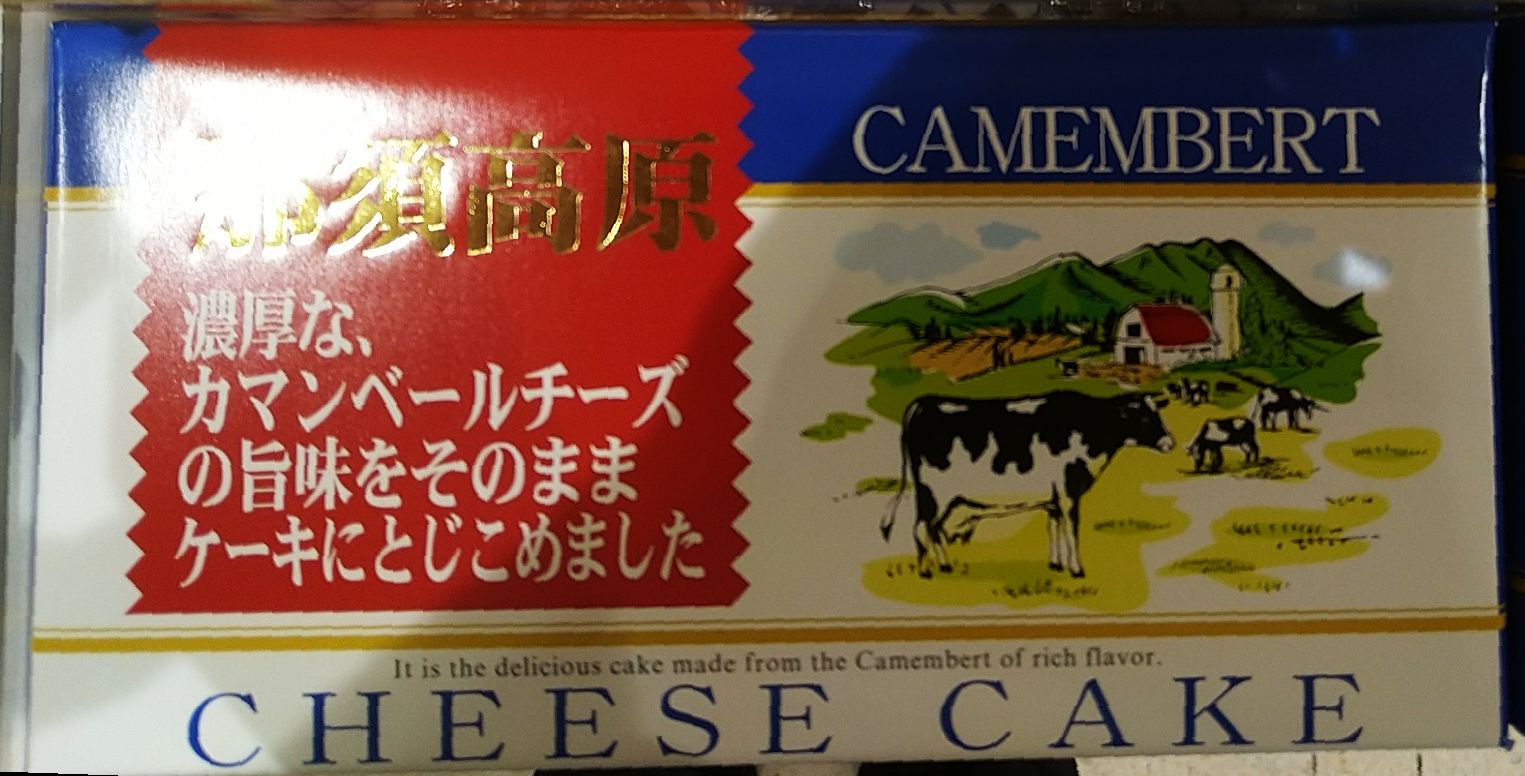 那須高原
濃厚な、
カマンベールチーズ
の旨味をそのまま
ケーキにとじこめました
CAMEMBERT
It is the delicious cake made from the Camembert of rich flavor.
CHEESE CAKE